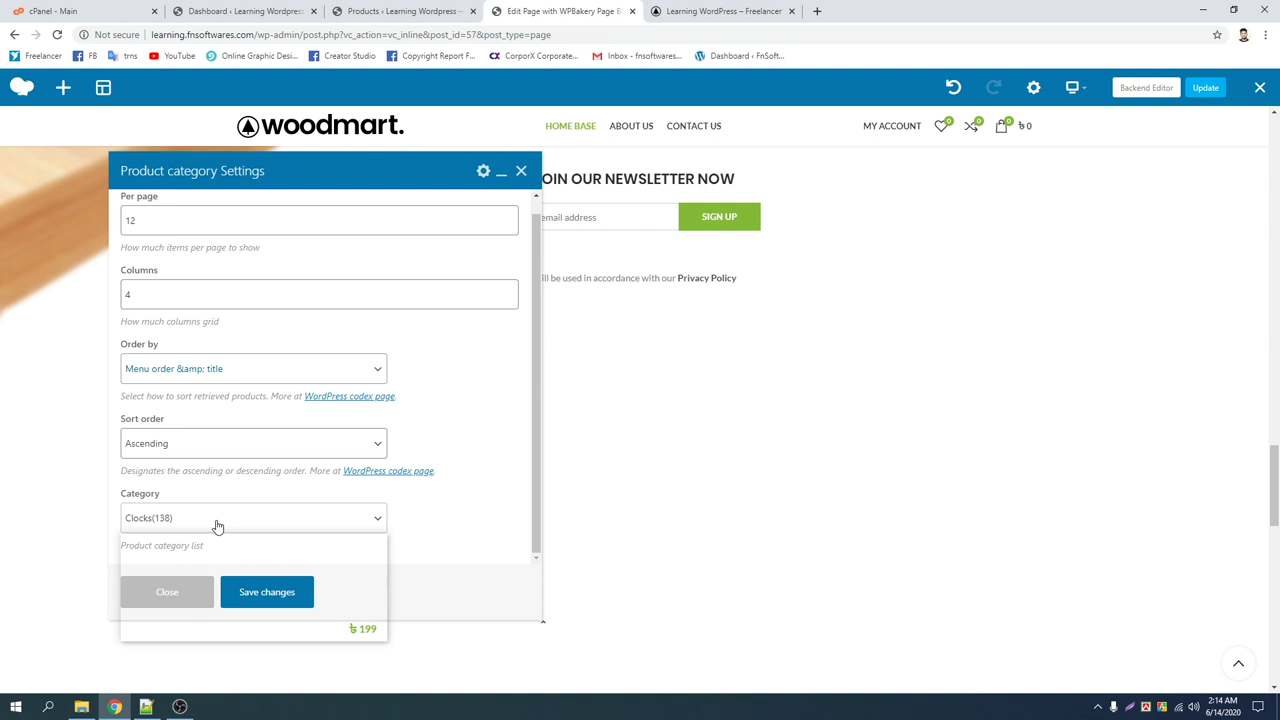 cPanel - Main
Dashboard ‹ Learning Wordpress —
Products ‹ Learning Wordpress —
Edit Page with WPBakery Page B
Learning WordPress – Freelancer
Not secure
learning.fnsoftwares.com/wp-admin/post.php?vc_action=vc_inline&post_id=57&post_type=page
Freelancer
FB
trns
YouTube
Online Graphic Desi...
Creator Studio
Copyright Report F...
CorporX Corporate...
Inbox - fnsoftwares...
Dashboard ‹ FnSoft...
Backend Editor
Update
woodmart.
HOME BASE
ABOUT US
CONTACT US
MY ACCOUNT
0
0
0
৳ 0
Product category Settings
OIN OUR NEWSLETTER NOW
Per page
12
email address
SIGN UP
How much items per page to show
Columns
ill be used in accordance with our Privacy Policy
4
How much columns grid
Order by
Menu order &amp; title
Select how to sort retrieved products. More at WordPress codex page.
Sort order
Ascending
Designates the ascending or descending order. More at WordPress codex page.
Category
Clocks(138)
Product category list
Close
Save changes
৳ 199
2:14 AM
6/14/2020